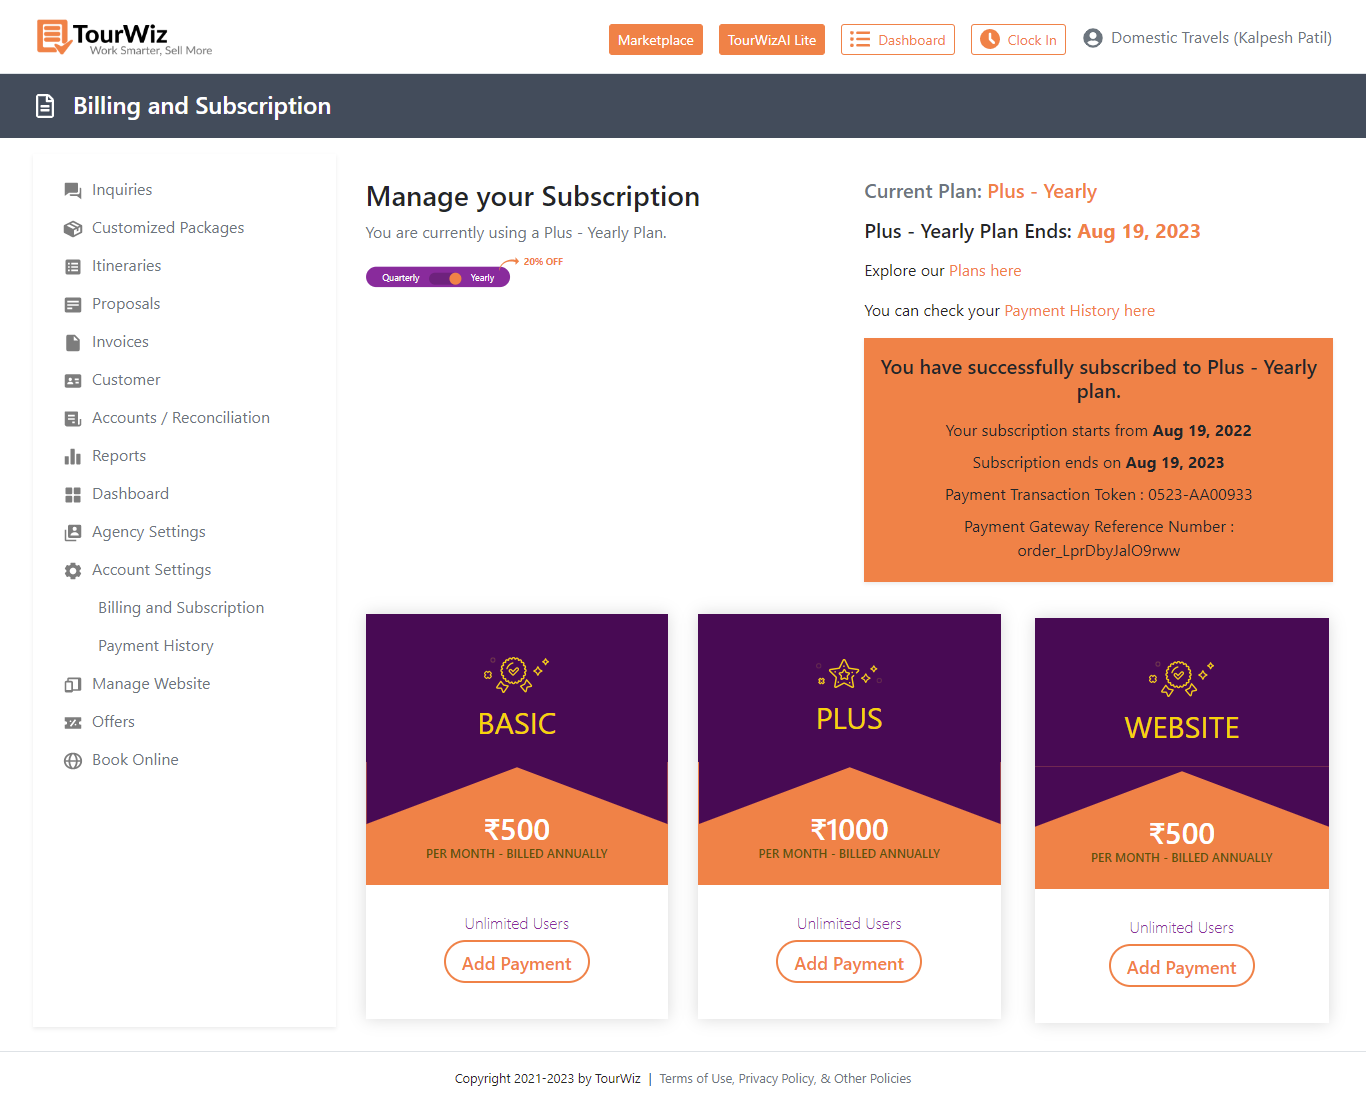 TourWiz
Work Smarter, Sell More
Marketplace
TourWizAI Lite
Dashboard
Clock In
Domestic Travels (Kalpesh Patil)
Billing and Subscription
Inquiries
Customized Packages
Itineraries
Proposals
Invoices
Customer
Accounts / Reconciliation
Reports
Dashboard
Agency Settings
Account Settings
Billing and Subscription
Payment History
Manage Website
Offers
Book Online
Manage your Subscription
You are currently using a Plus - Yearly Plan.
20% OFF
Quarterly Yearly
Current Plan: Plus - Yearly
Plus - Yearly Plan Ends: Aug 19, 2023
Explore our Plans here
You can check your Payment History here
You have successfully subscribed to Plus - Yearly
plan.
Your subscription starts from Aug 19, 2022
Subscription ends on Aug 19, 2023
Payment Transaction Token : 0523-AA00933
Payment Gateway Reference Number :
order_LprDbyJalO9rww
BASIC
₹500
PER MONTH - BILLED ANNUALLY
Unlimited Users
Add Payment
PLUS
₹1000
PER MONTH - BILLED ANNUALLY
Unlimited Users
Add Payment
WEBSITE
₹500
PER MONTH - BILLED ANNUALLY
Unlimited Users
Add Payment
Copyright 2021-2023 by TourWiz | Terms of Use, Privacy Policy, & Other Policies